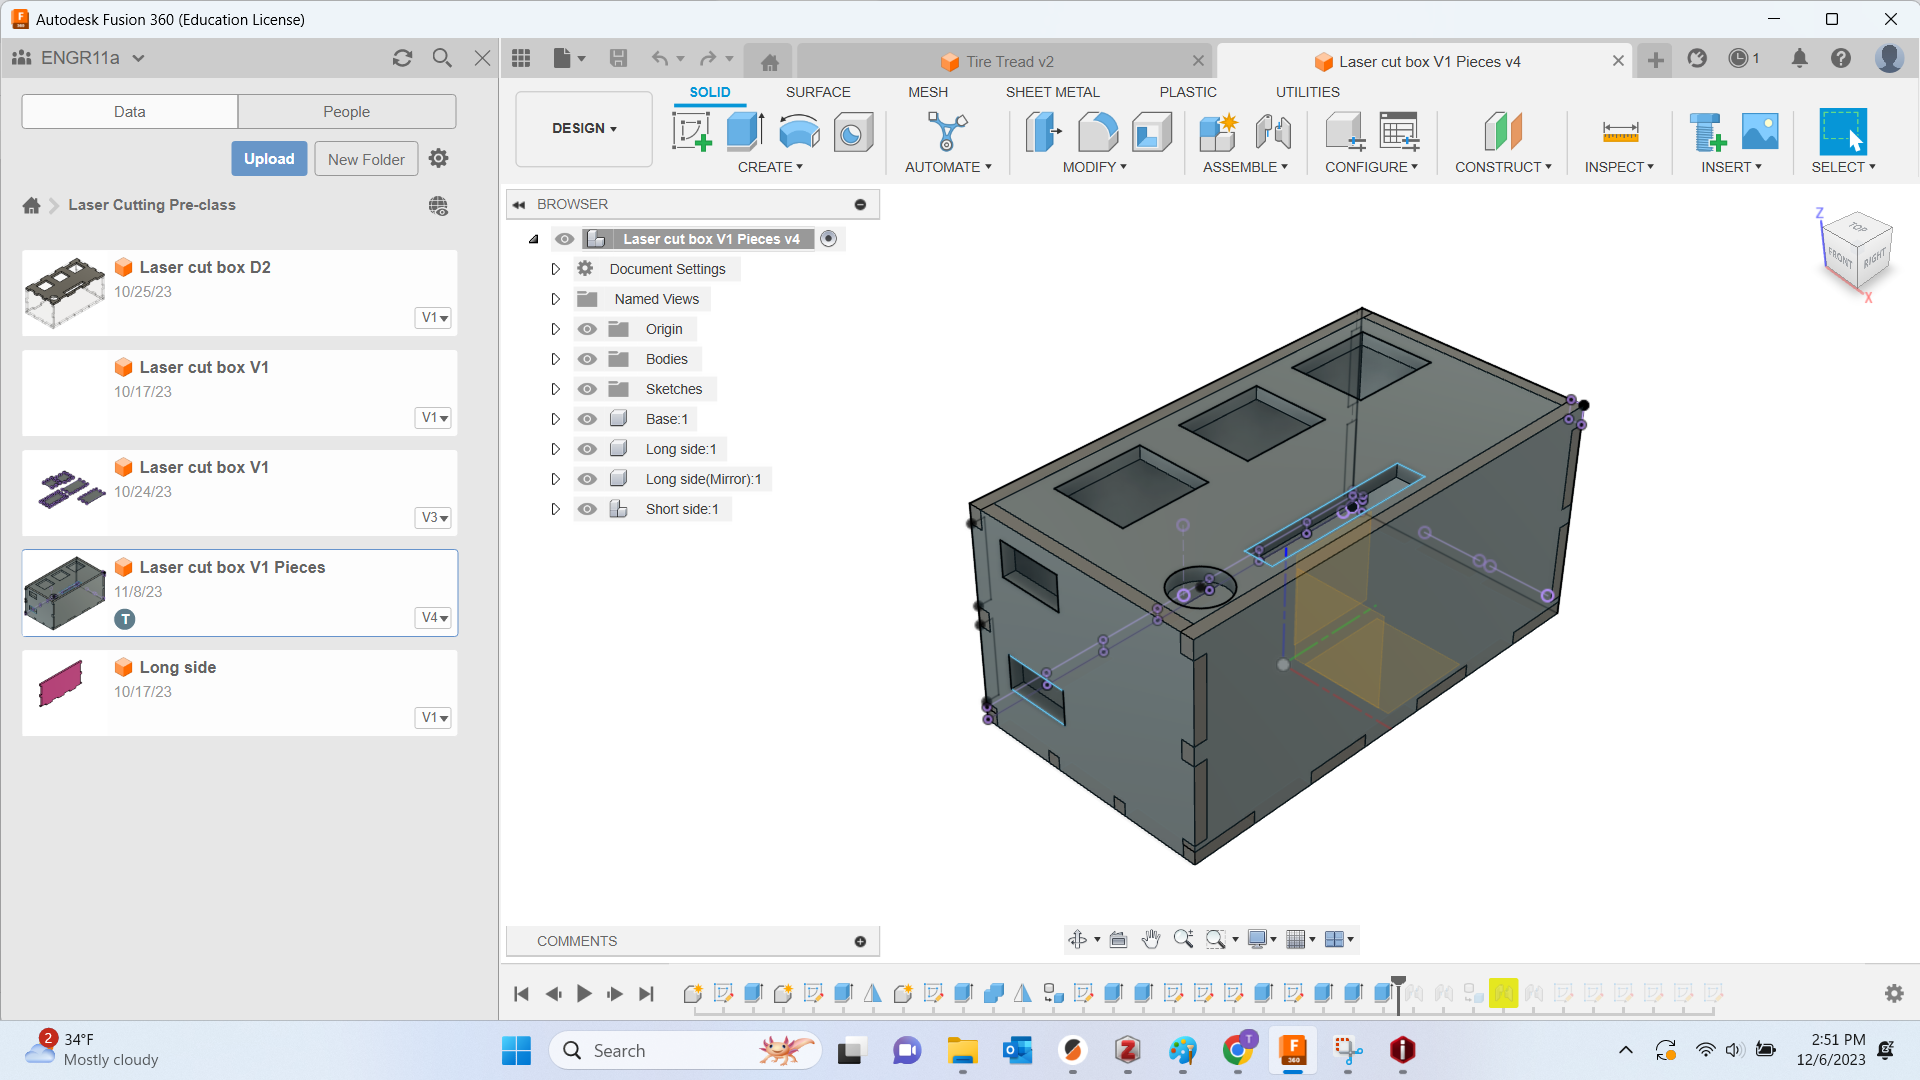 Autodesk Fusion 360 (Education License)
ENGR11a
Tire Tread v2
Laser cut box V1 Pieces v4
1
Data
People
Upload
New Folder
Laser Cutting Pre-class
Laser cut box D2
10/25/23
V1
Laser cut box V1
10/17/23
V1
Laser cut box V1
10/24/23
V3
Laser cut box V1 Pieces
11/8/23
T
V4
Long side
10/17/23
V1
DESIGN
SOLID
SURFACE
MESH
SHEET METAL
PLASTIC
UTILITIES
CREATE
AUTOMATE
MODIFY
ASSEMBLE
CONFIGURE
CONSTRUCT
INSPECT
INSERT
SELECT
BROWSER
Laser cut box V1 Pieces v4
Document Settings
Named Views
Origin
Bodies
Sketches
Base:1
Long side:1
Long side(Mirror):1
Short side:1
Z
TOP
FRONT
RIGHT
X
COMMENTS
2
34°F
Mostly cloudy
Search
T
F
360
2:51 PM
12/6/2023